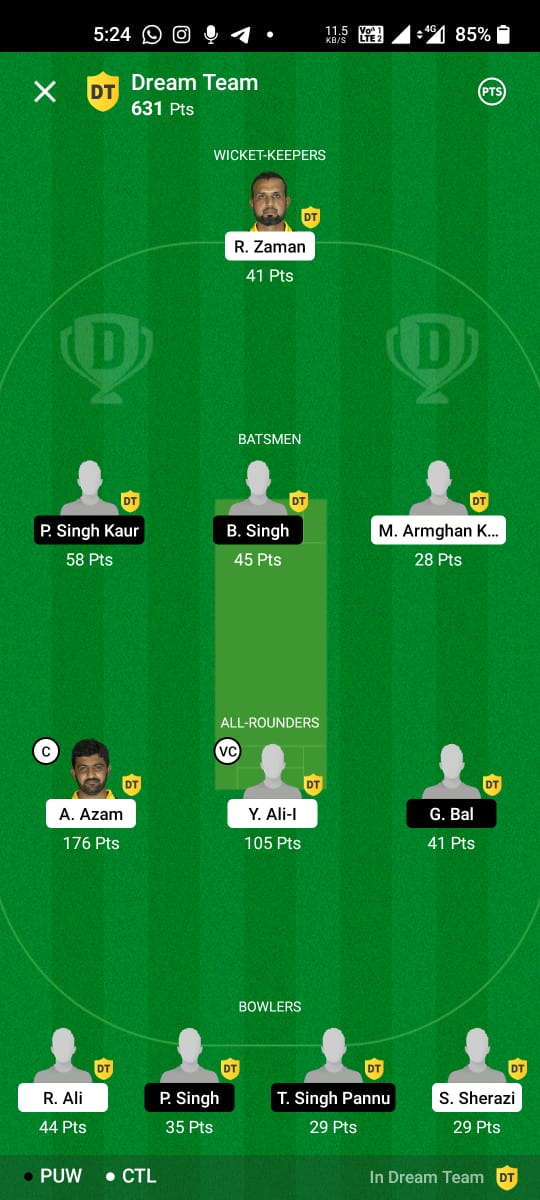 5:24 11.5 KB/S Vo 1 LTE 2 4G 85%
DT Dream Team
631 Pts PTS
WICKET-KEEPERS
DT
R. Zaman
41 Pts
D D
BATSMEN
DT DT DT
P. Singh Kaur B. Singh M. Armghan K...
58 Pts 45 Pts 28 Pts
ALL-ROUNDERS
C VC
DT DT DT
A. Azam Y. Ali-I G. Bal
176 Pts 105 Pts 41 Pts
BOWLERS
DT DT DT DT
R. Ali P. Singh T. Singh Pannu S. Sherazi
44 Pts 35 Pts 29 Pts 29 Pts
PUW CTL In Dream Team DT